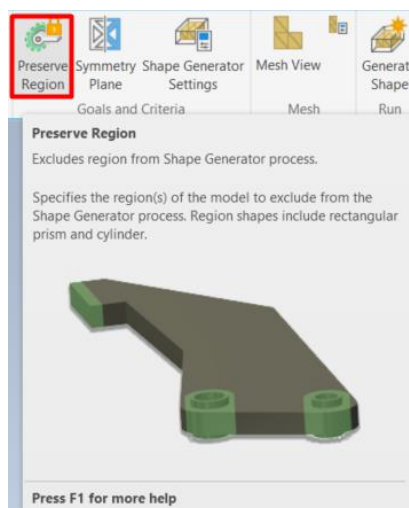 Preserve Symmetry Shape Generator Mesh View Generat
Region Plane Settings Shape
Goals and Criteria Mesh Run
Preserve Region
Excludes region from Shape Generator process.
Specifies the region(s) of the model to exclude from the
Shape Generator process. Region shapes include rectangular
prism and cylinder.
Press F1 for more help